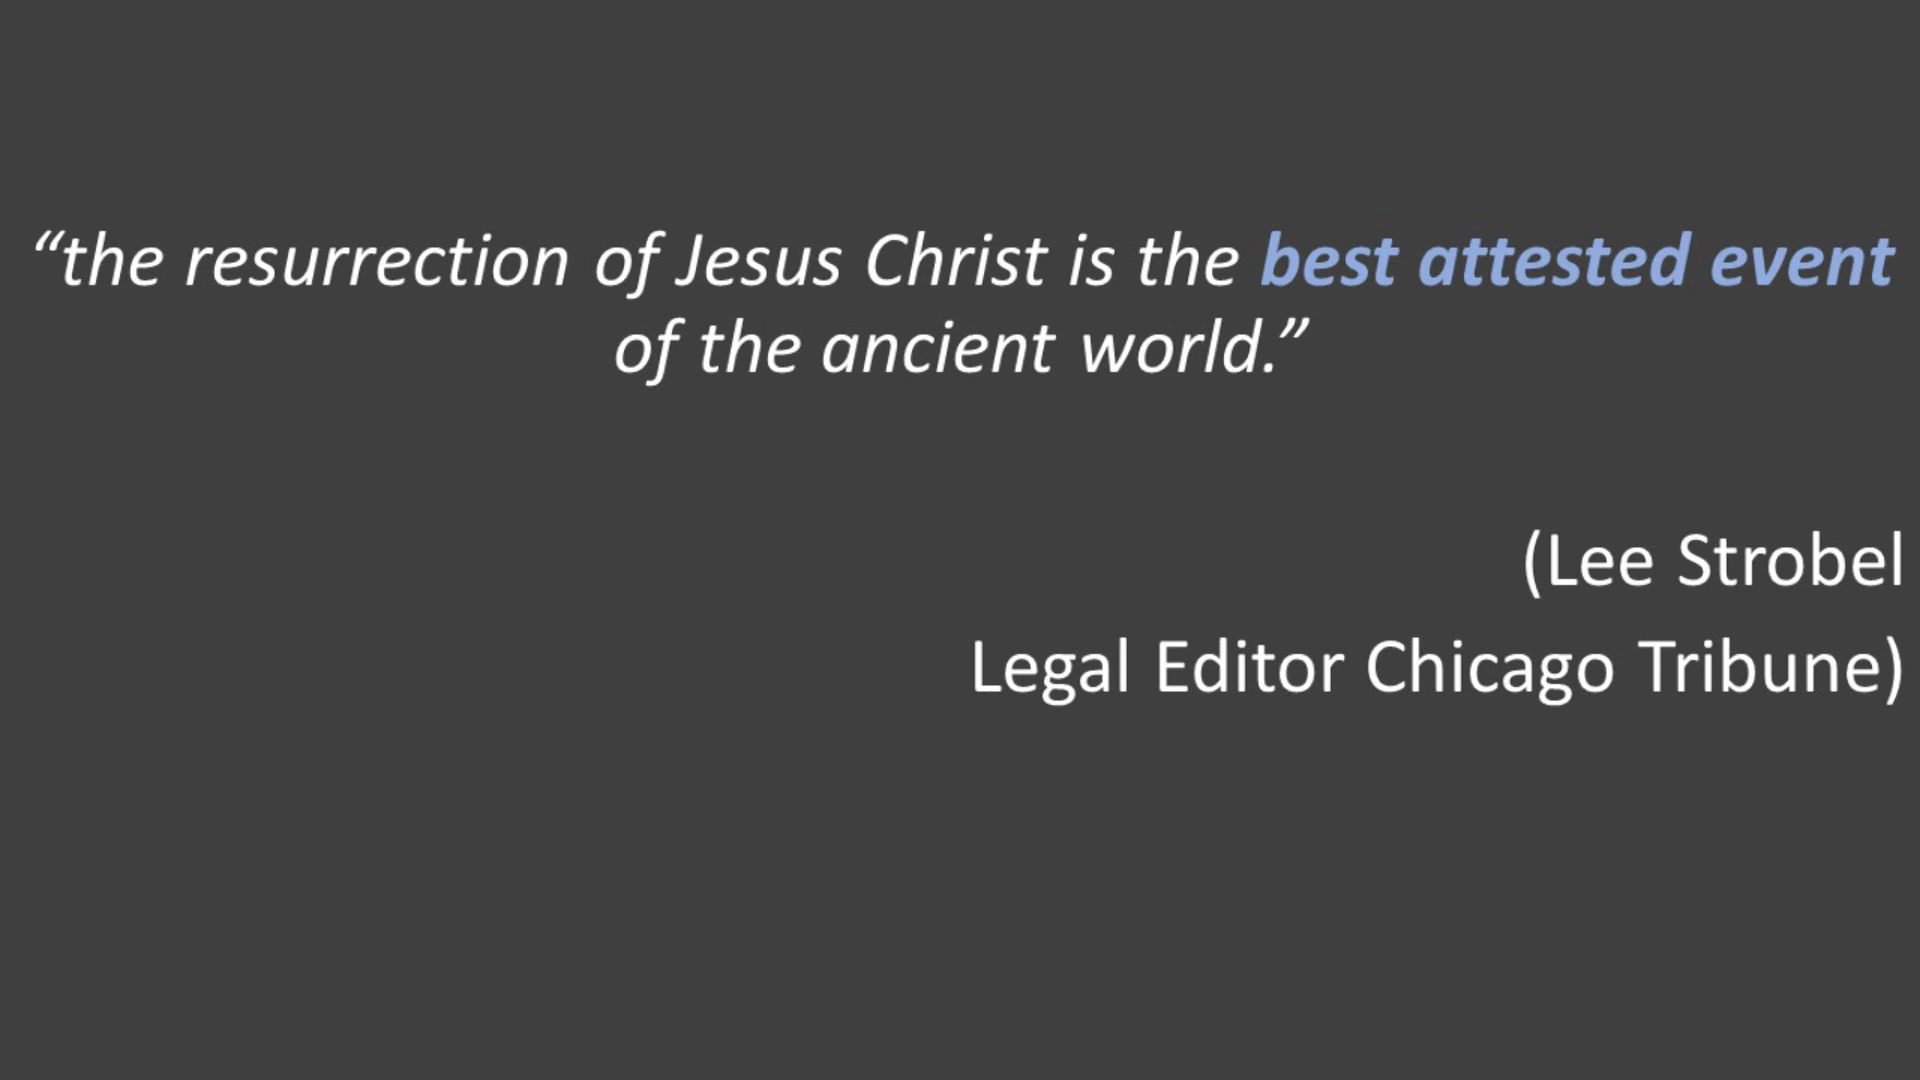 “the resurrection of Jesus Christ is the best attested event
of the ancient world.”
(Lee Strobel
Legal Editor Chicago Tribune)